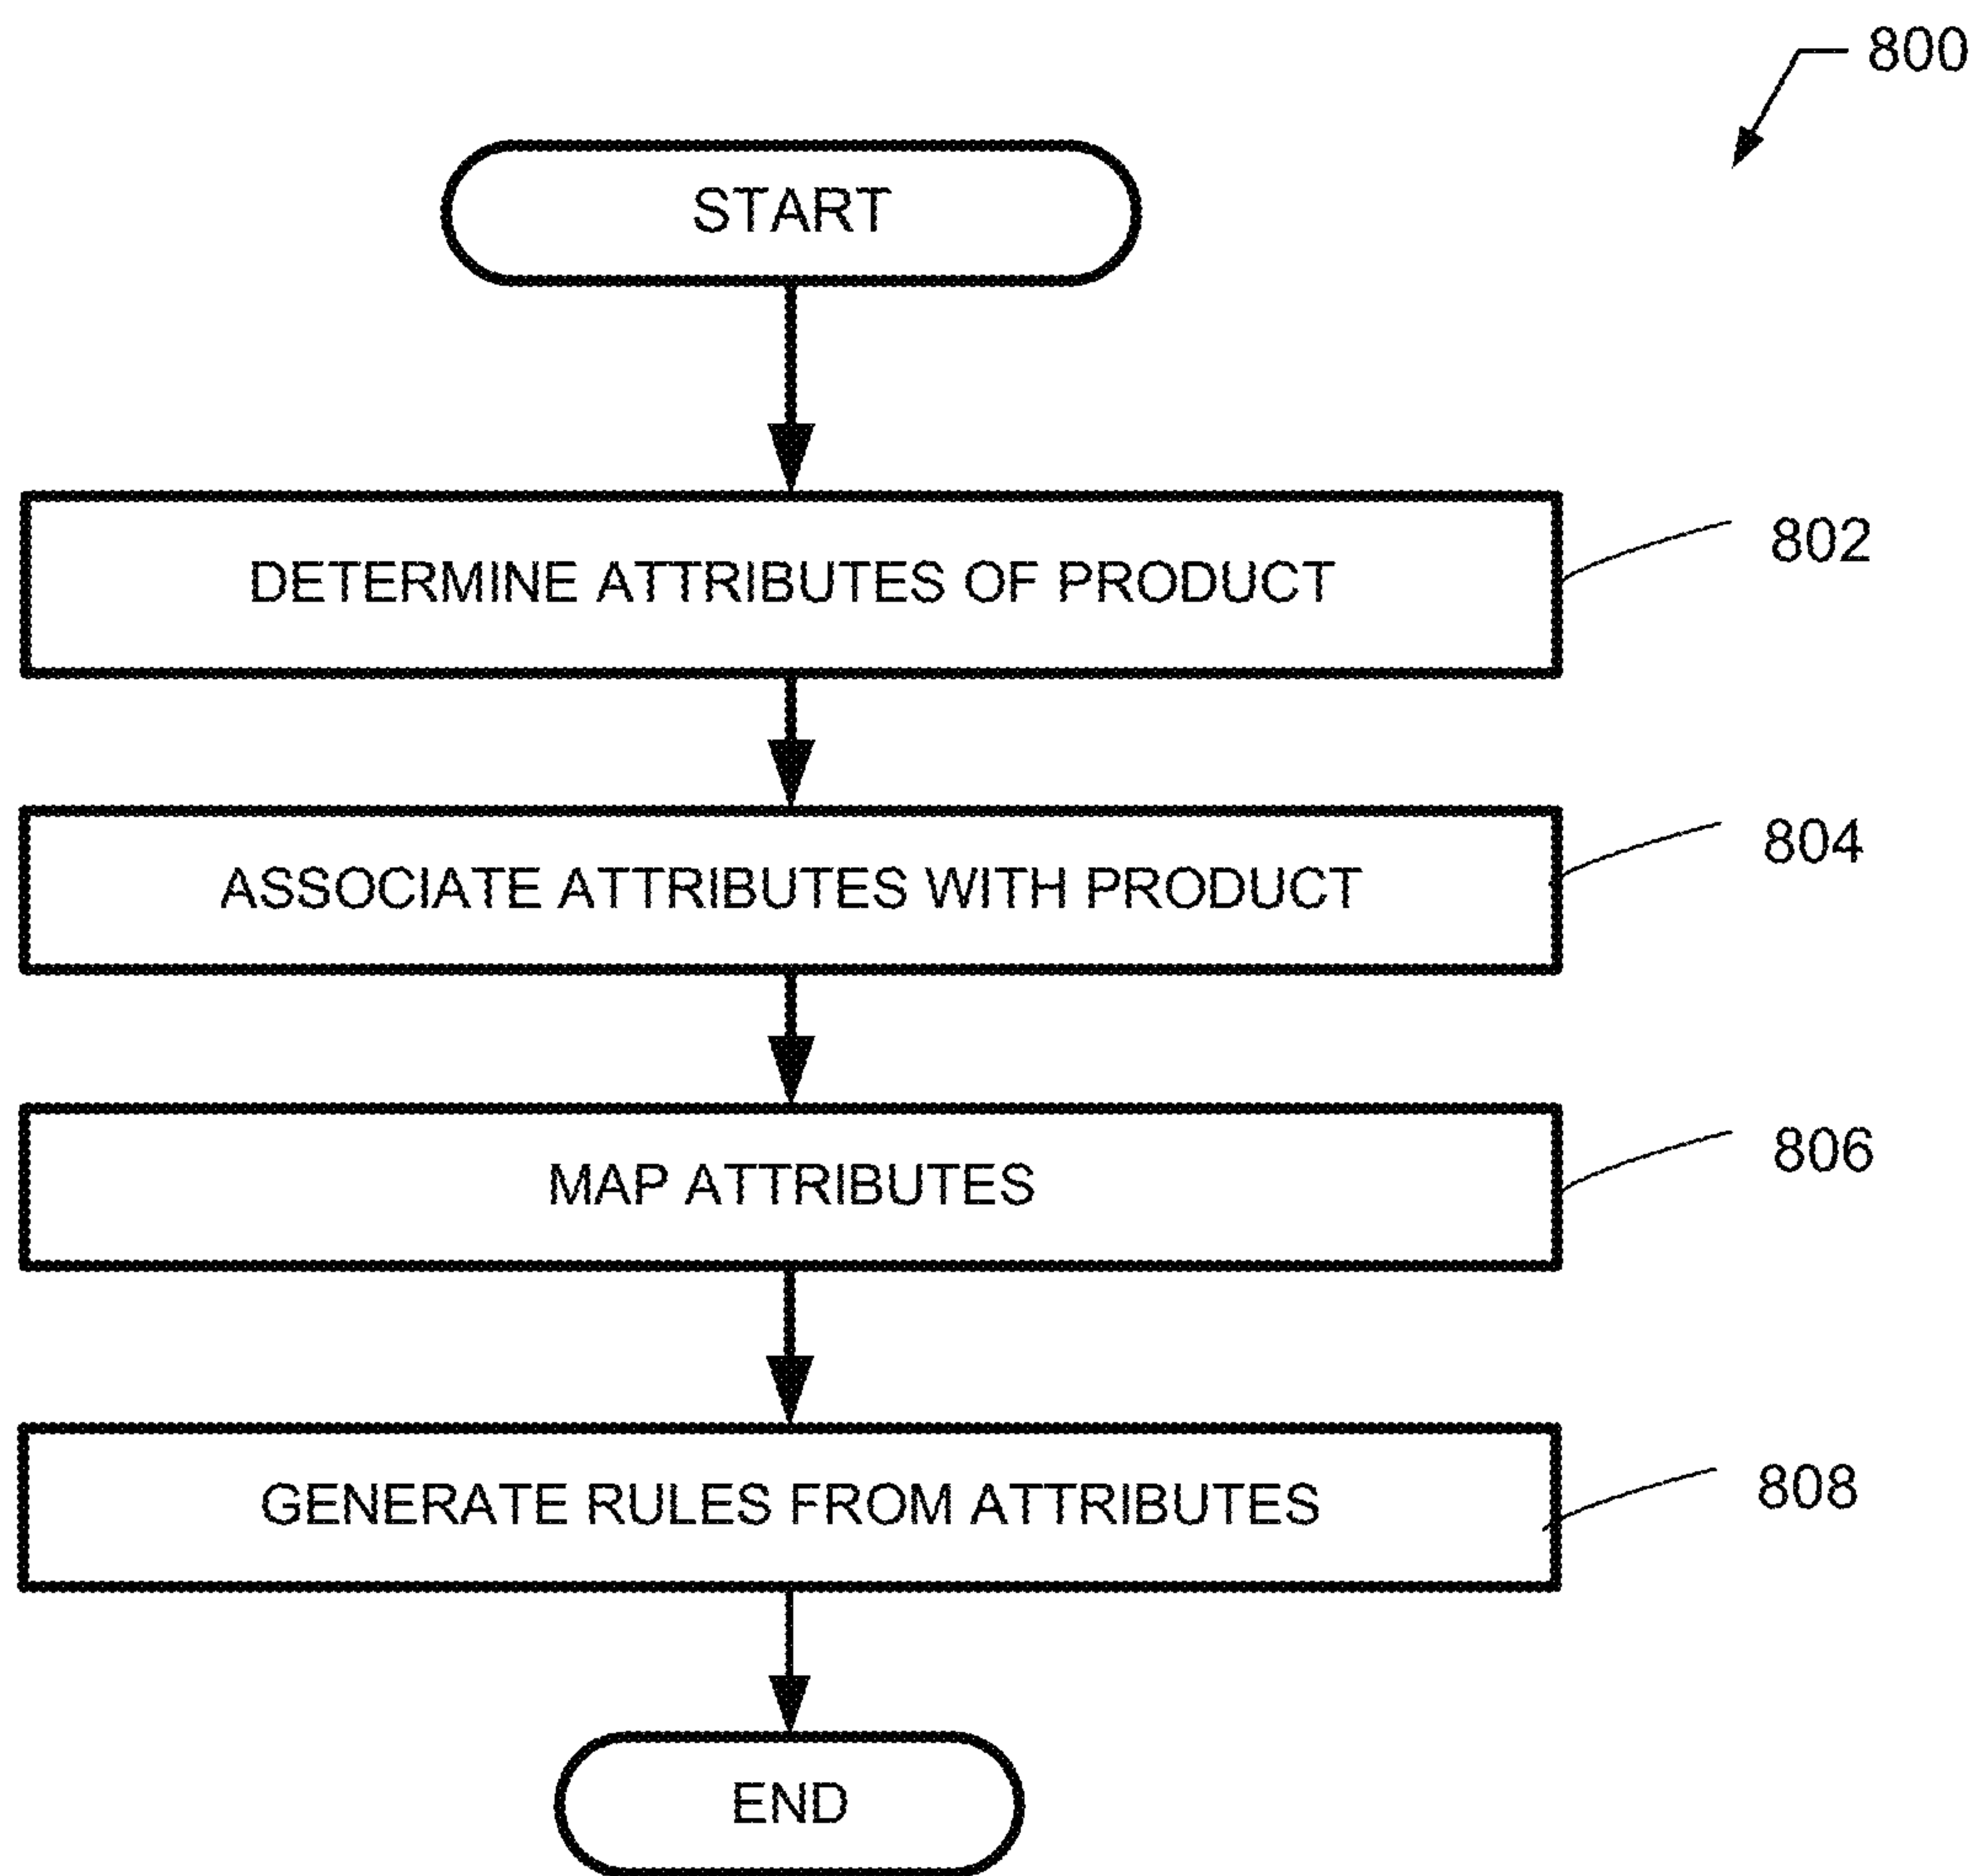 800
START
DETERMINE ATTRIBUTES OF PRODUCT
802
ASSOCIATE ATTRIBUTES WITH PRODUCT
804
MAP ATTRIBUTES
806
GENERATE RULES FROM ATTRIBUTES
808
END